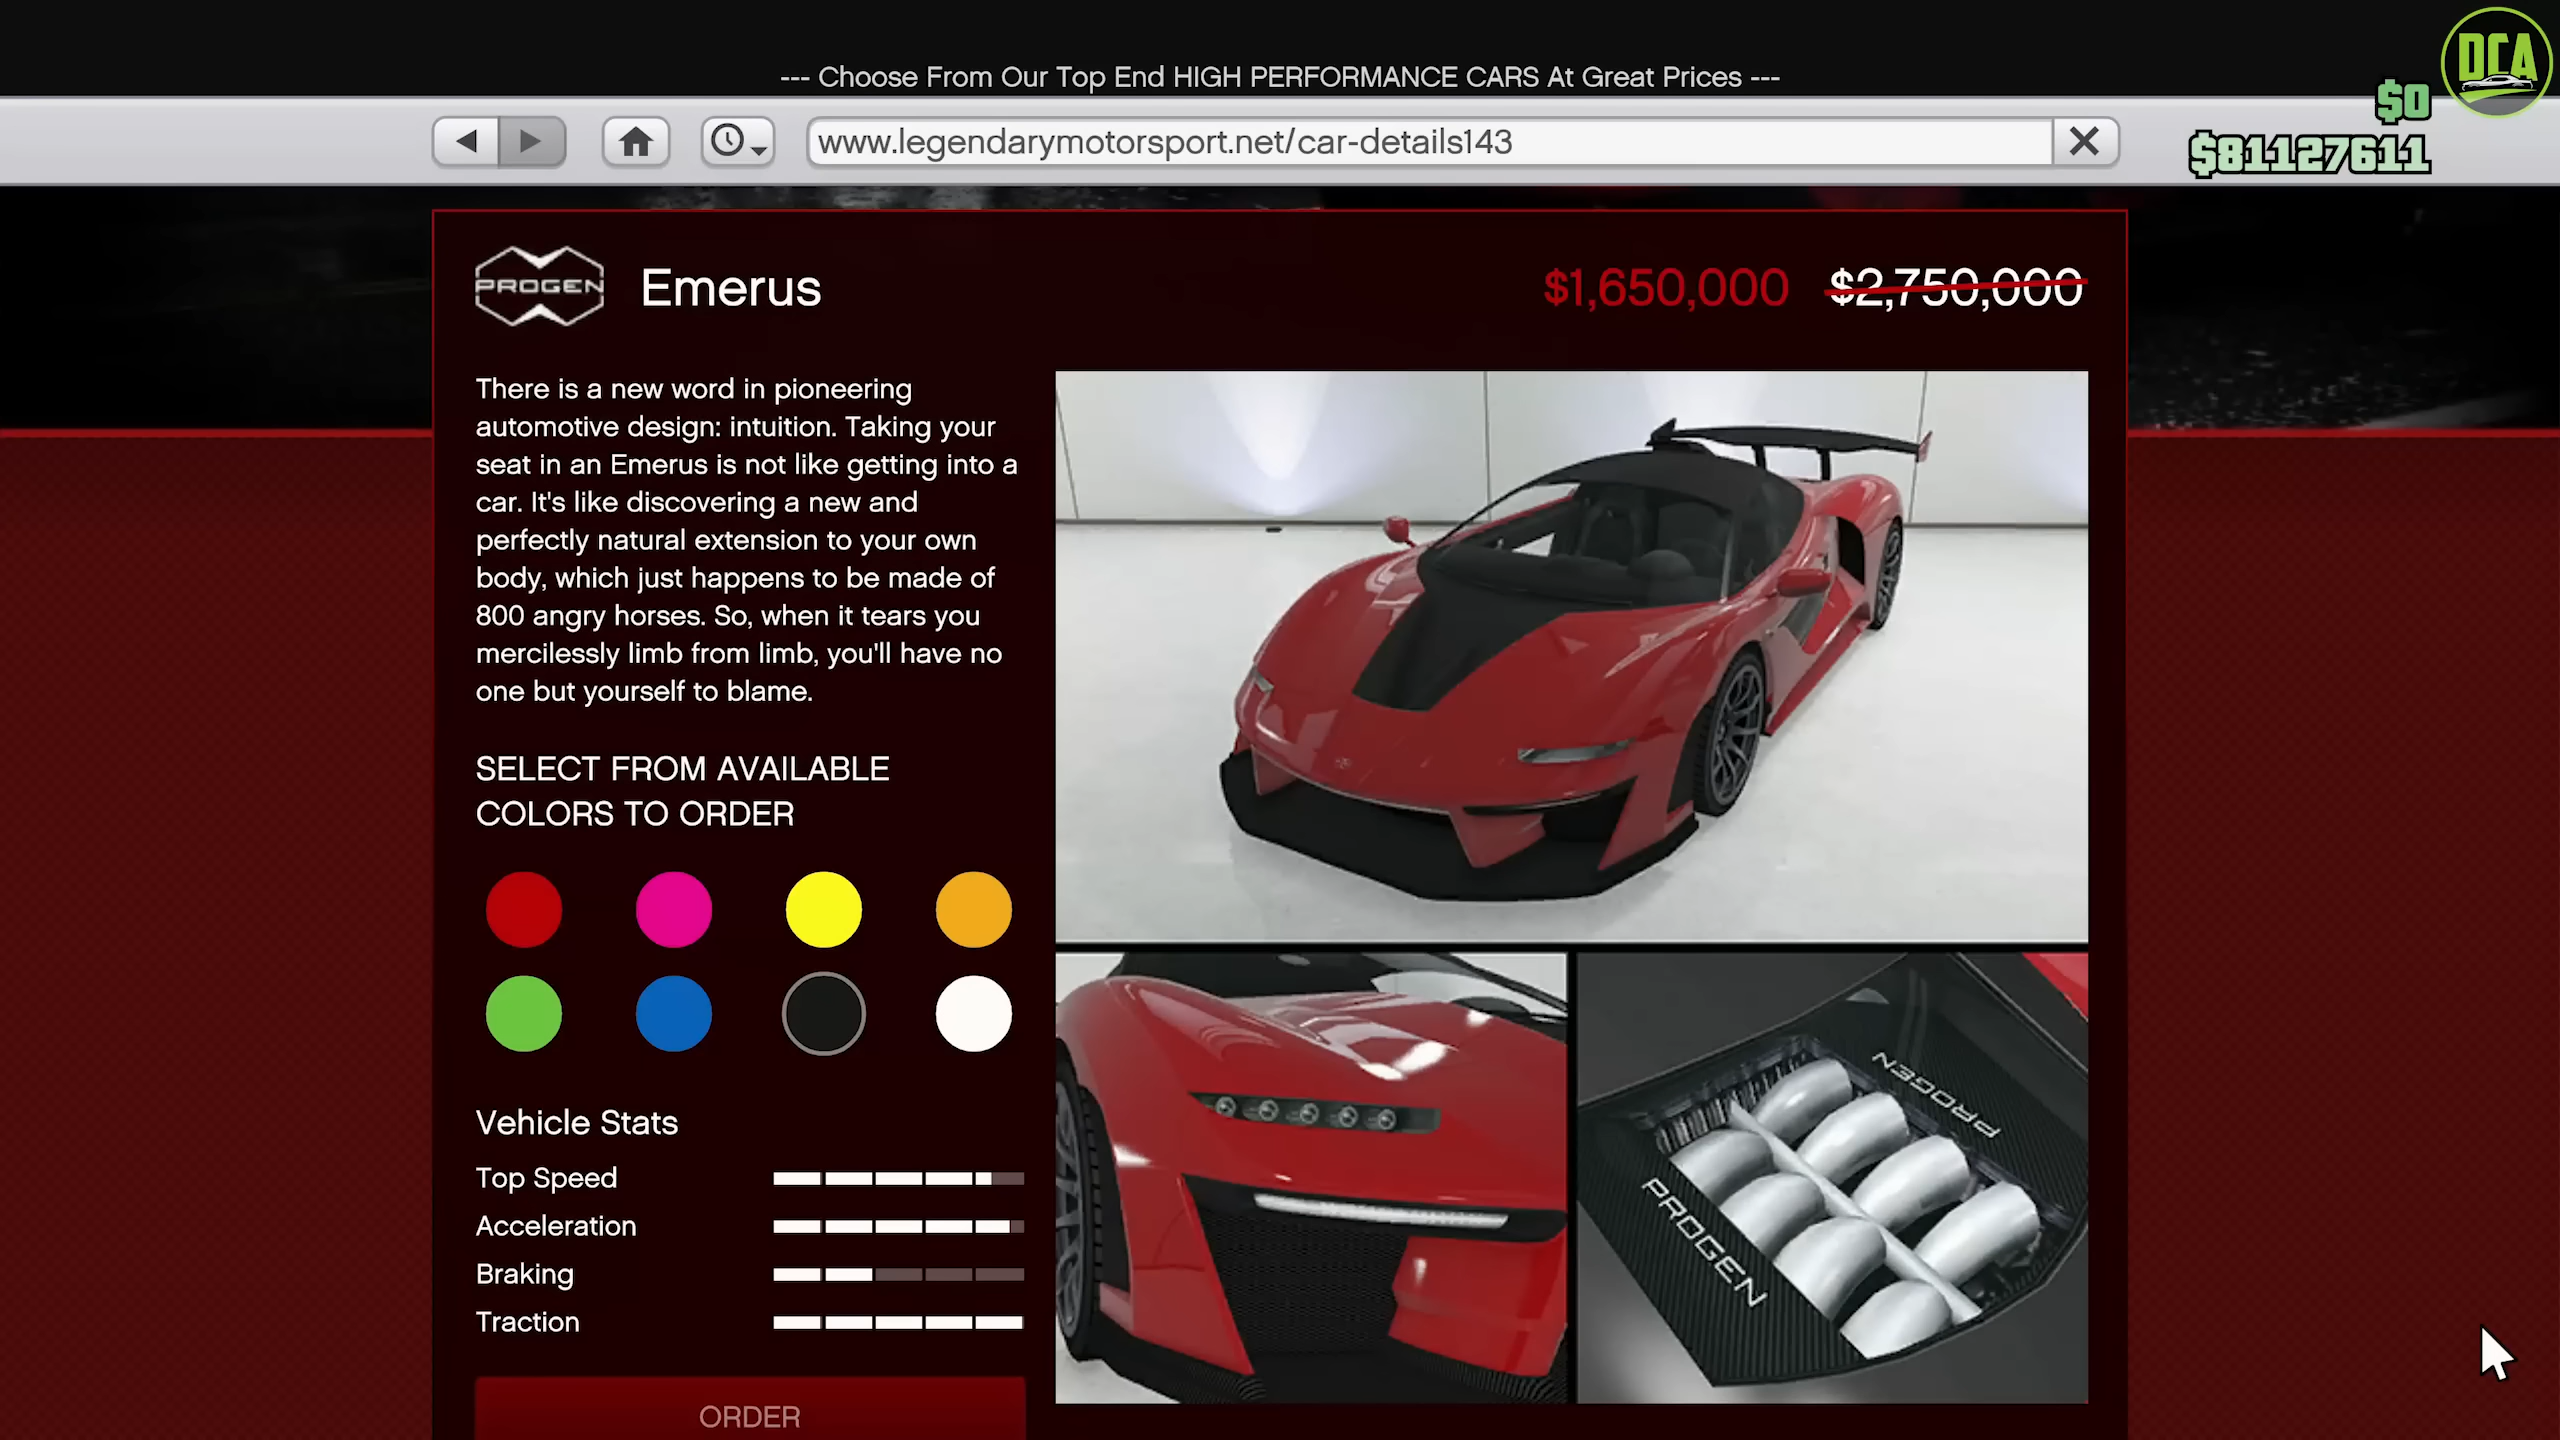 --- Choose From Our Top End HIGH PERFORMANCE CARS At Great Prices ---
DCA
$0
www.legendarymotorsport.net/car-details143
$81127611
PROGEN
Emerus
$1,650,000 $2,750,000
There is a new word in pioneering
automotive design: intuition. Taking your
seat in an Emerus is not like getting into a
car. It's like discovering a new and
perfectly natural extension to your own
body, which just happens to be made of
800 angry horses. So, when it tears you
mercilessly limb from limb, you'll have no
one but yourself to blame.
SELECT FROM AVAILABLE
COLORS TO ORDER
Vehicle Stats
Top Speed
Acceleration
Braking
Traction
ORDER
PROGEN
PROGEN